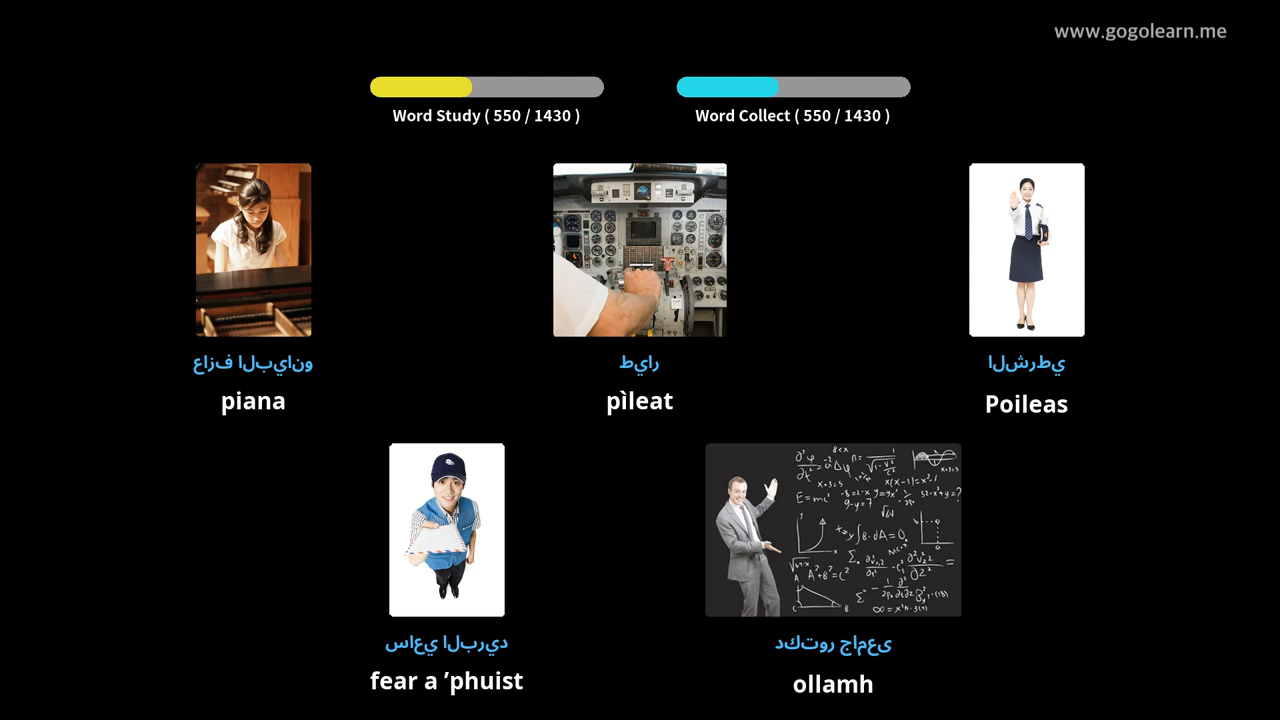 www.gogolearn.me
Word Study ( 550 / 1430 )
Word Collect ( 550 / 1430 )
عازف البيانو
طيار
الشرطي
piana
pìleat
Poileas
ساعي البريد
دكتور جامعى
fear a ’phuist
ollamh